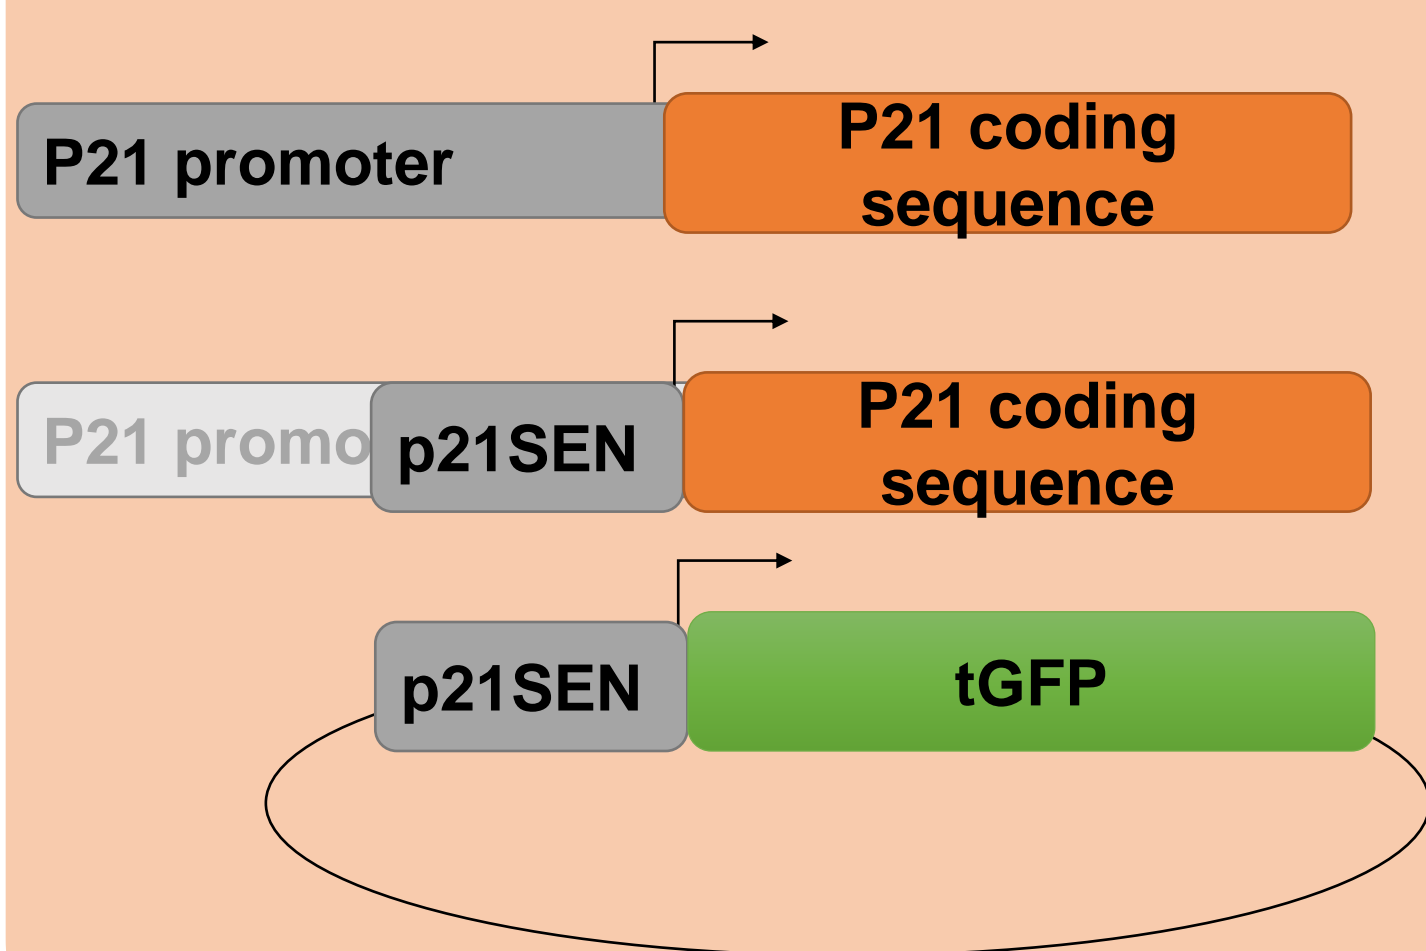 P21 promoter
P21 coding
sequence
P21 promo
p21SEN
P21 coding
sequence
p21SEN
tGFP